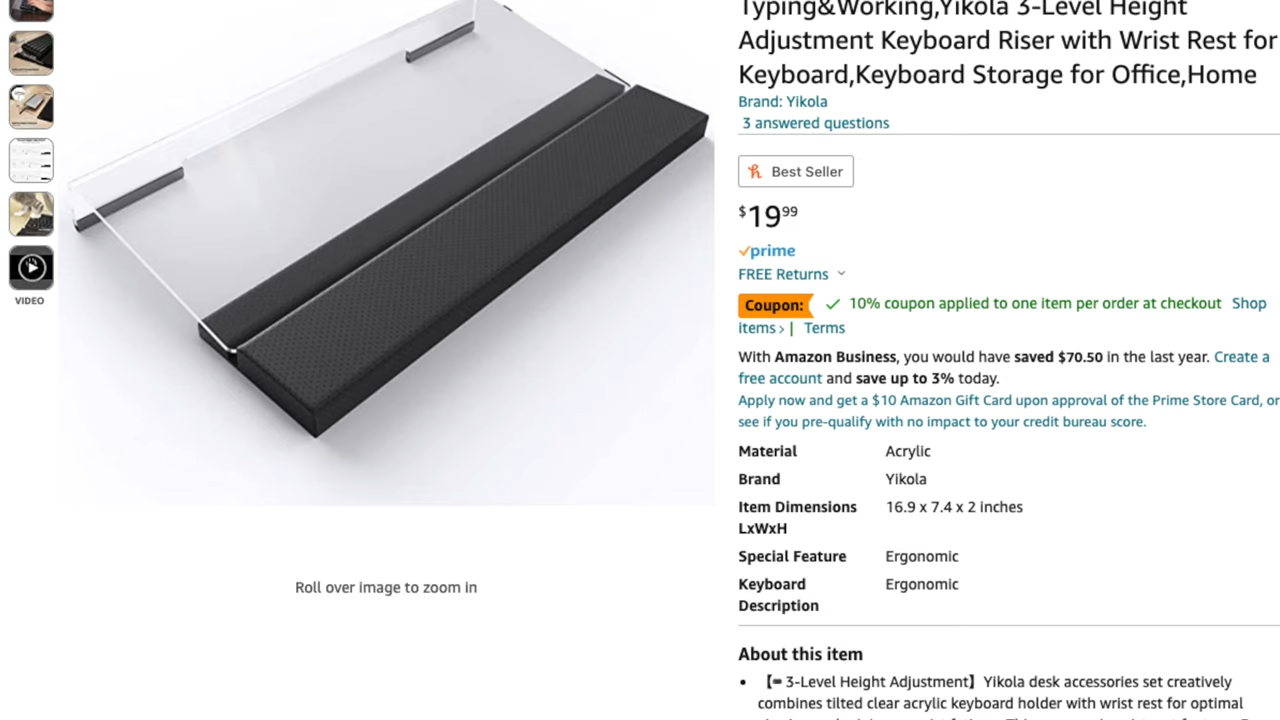 Typing&Working,Yikola 3-Level Height
Adjustment Keyboard Riser with Wrist Rest for
Keyboard,Keyboard Storage for Office,Home
Brand: Yikola
3 answered questions
Best Seller
$19 99
prime
FREE Returns
Coupon: 10% coupon applied to one item per order at checkout Shop
items > | Terms
With Amazon Business, you would have saved $70.50 in the last year. Create a
free account and save up to 3% today.
Apply now and get a $10 Amazon Gift Card upon approval of the Prime Store Card, or
see if you pre-qualify with no impact to your credit bureau score.
Material Acrylic
Brand Yikola
Item Dimensions 16.9 x 7.4 x 2 inches
LxWxH
Special Feature Ergonomic
Keyboard Ergonomic
Description
About this item
• 【⌨ 3-Level Height Adjustment】Yikola desk accessories set creatively
combines tilted clear acrylic keyboard holder with wrist rest for optimal
VIDEO
Roll over image to zoom in